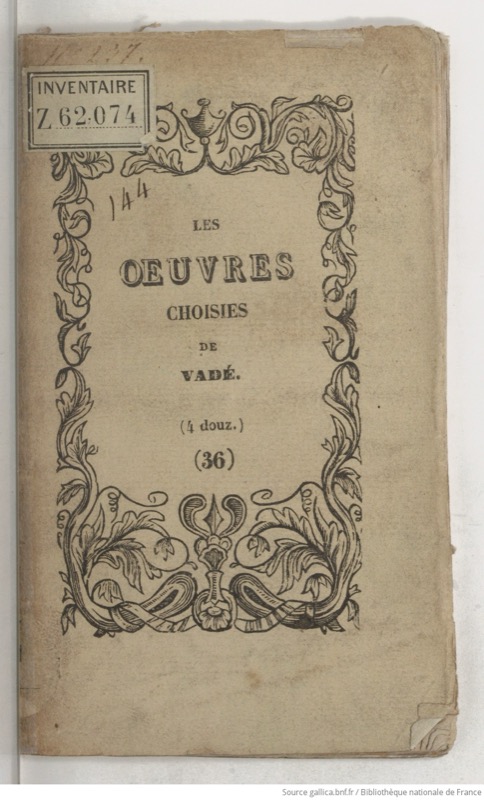 INVENTAIRE
Z 62.074
144
LES
OEUVRES
CHOISIES
DE
VADÉ.
(4 douz.)
(36)
Source gallica.bnf.fr / Bibliothèque nationale de France